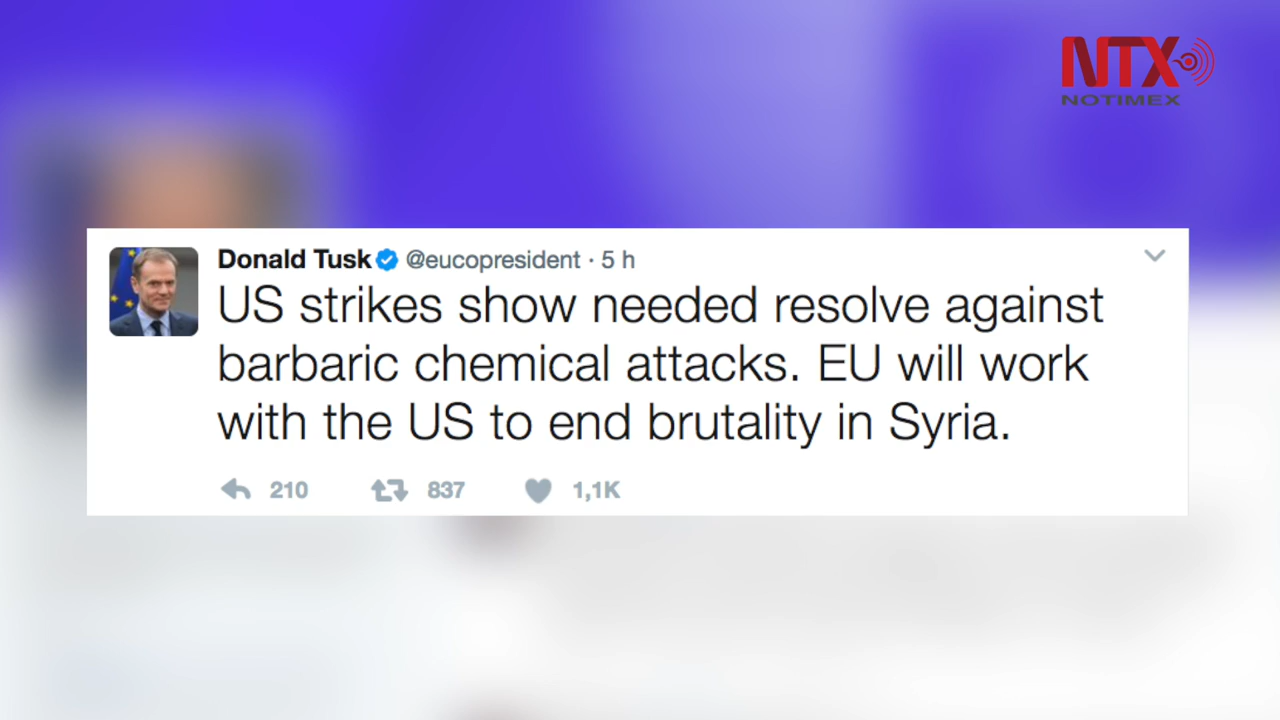 NTX
NOTIMEX
Donald Tusk @eucopresident · 5 h
US strikes show needed resolve against
barbaric chemical attacks. EU will work
with the US to end brutality in Syria.
210 837 1,1K